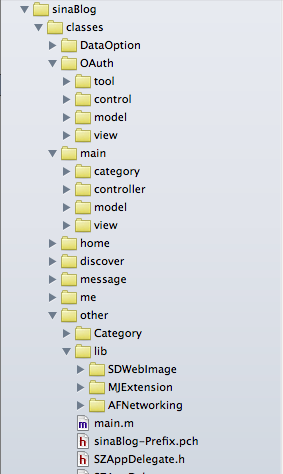 sinaBlog
classes
DataOption
OAuth
tool
control
model
view
main
category
controller
model
view
home
discover
message
me
other
Category
lib
SDWebImage
MJExtension
AFNetworking
m main.m
h sinaBlog-Prefix.pch
h SZAppDelegate.h